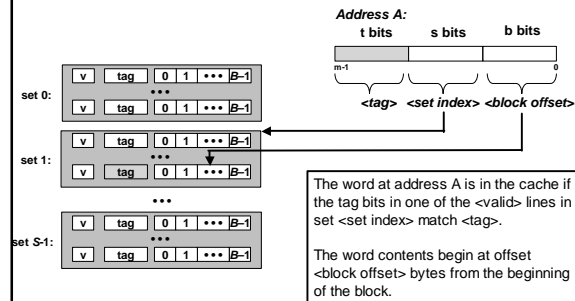 Address A:
t bits s bits b bits
m-1 0
<tag> <set index> <block offset>
v tag 0 1 ••• B–1
set 0: •••
v tag 0 1 ••• B–1
v tag 0 1 ••• B–1
set 1: •••
v tag 0 1 ••• B–1
•••
v tag 0 1 ••• B–1
set S-1: •••
v tag 0 1 ••• B–1
The word at address A is in the cache if
the tag bits in one of the <valid> lines in
set <set index> match <tag>.
The word contents begin at offset
<block offset> bytes from the beginning
of the block.